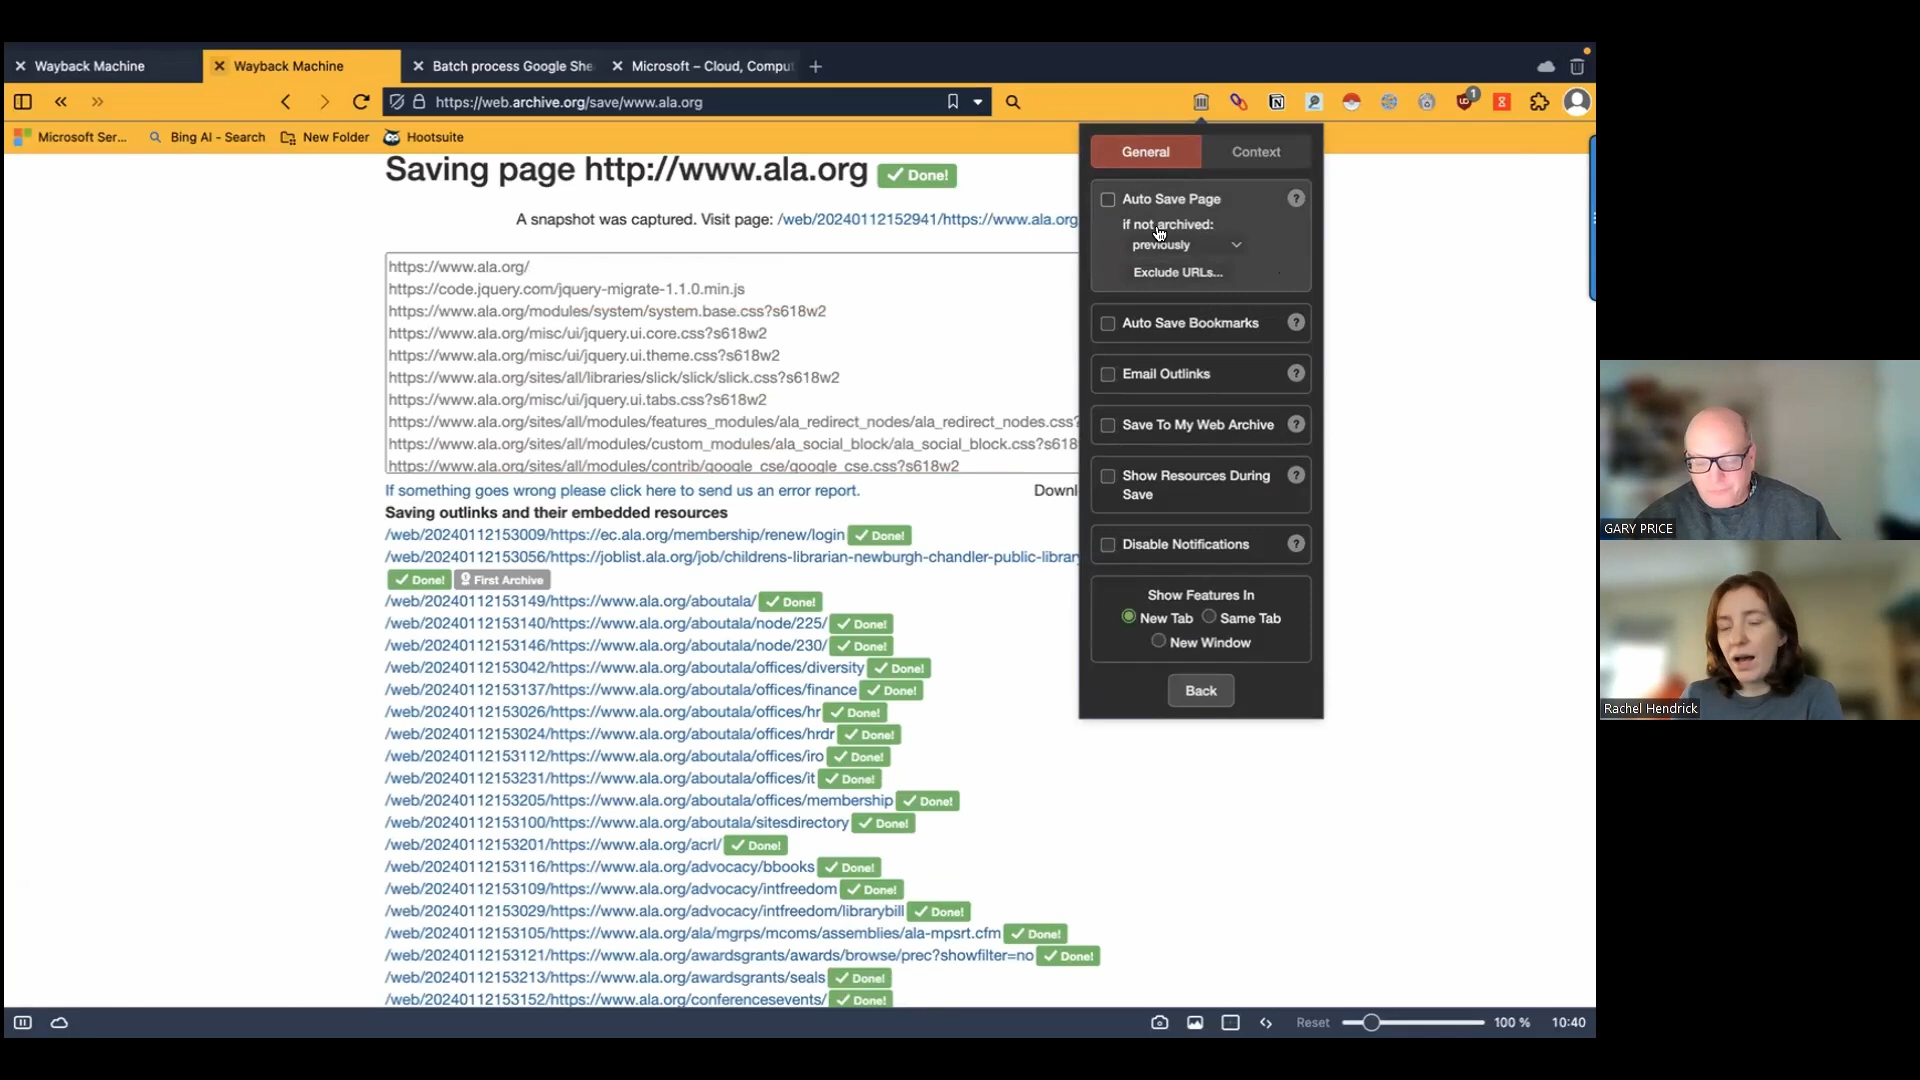 Wayback Machine
Wayback Machine
Batch process Google She
Microsoft – Cloud, Comput
https://web.archive.org/save/www.ala.org
1
Microsoft Ser...
Bing AI - Search
New Folder
Hootsuite
Saving page http://www.ala.org
Done!
A snapshot was captured. Visit page: /web/20240112152941/https://www.ala.org
https://www.ala.org/
https://code.jquery.com/jquery-migrate-1.1.0.min.js
https://www.ala.org/modules/system/system.base.css?s618w2
https://www.ala.org/misc/ui/jquery.ui.core.css?s618w2
https://www.ala.org/misc/ui/jquery.ui.theme.css?s618w2
https://www.ala.org/sites/all/libraries/slick/slick/slick.css?s618w2
https://www.ala.org/misc/ui/jquery.ui.tabs.css?s618w2
https://www.ala.org/sites/all/modules/features_modules/ala_redirect_nodes/ala_redirect_nodes.css?
https://www.ala.org/sites/all/modules/custom_modules/ala_social_block/ala_social_block.css?s618
https://www.ala.org/sites/all/modules/contrib/google_cse/google_cse.css?s618w2
If something goes wrong please click here to send us an error report.
Downl
Saving outlinks and their embedded resources
/web/20240112153009/https://ec.ala.org/membership/renew/login Done!
/web/20240112153056/https://joblist.ala.org/job/childrens-librarian-newburgh-chandler-public-library
Done! First Archive
/web/20240112153149/https://www.ala.org/aboutala/ Done!
/web/20240112153140/https://www.ala.org/aboutala/node/225/ Done!
/web/20240112153146/https://www.ala.org/aboutala/node/230/ Done!
/web/20240112153042/https://www.ala.org/aboutala/offices/diversity Done!
/web/20240112153137/https://www.ala.org/aboutala/offices/finance Done!
/web/20240112153026/https://www.ala.org/aboutala/offices/hr Done!
/web/20240112153024/https://www.ala.org/aboutala/offices/hrdr Done!
/web/20240112153112/https://www.ala.org/aboutala/offices/iro Done!
/web/20240112153231/https://www.ala.org/aboutala/offices/it Done!
/web/20240112153205/https://www.ala.org/aboutala/offices/membership Done!
/web/20240112153100/https://www.ala.org/aboutala/sitesdirectory Done!
/web/20240112153201/https://www.ala.org/acrl/ Done!
/web/20240112153116/https://www.ala.org/advocacy/bbooks Done!
/web/20240112153109/https://www.ala.org/advocacy/intfreedom Done!
/web/20240112153029/https://www.ala.org/advocacy/intfreedom/librarybill Done!
/web/20240112153105/https://www.ala.org/ala/mgrps/mcoms/assemblies/ala-mpsrt.cfm Done!
/web/20240112153121/https://www.ala.org/awardsgrants/awards/browse/prec?showfilter=no Done!
/web/20240112153213/https://www.ala.org/awardsgrants/seals Done!
/web/20240112153152/https://www.ala.org/conferencesevents/ Done!
General
Context
Auto Save Page ?
if not archived:
previously
Exclude URLs...
Auto Save Bookmarks ?
Email Outlinks ?
Save To My Web Archive ?
Show Resources During ?
Save
Disable Notifications ?
Show Features In
New Tab Same Tab
New Window
Back
GARY PRICE
Rachel Hendrick
Reset
100 %
10:40